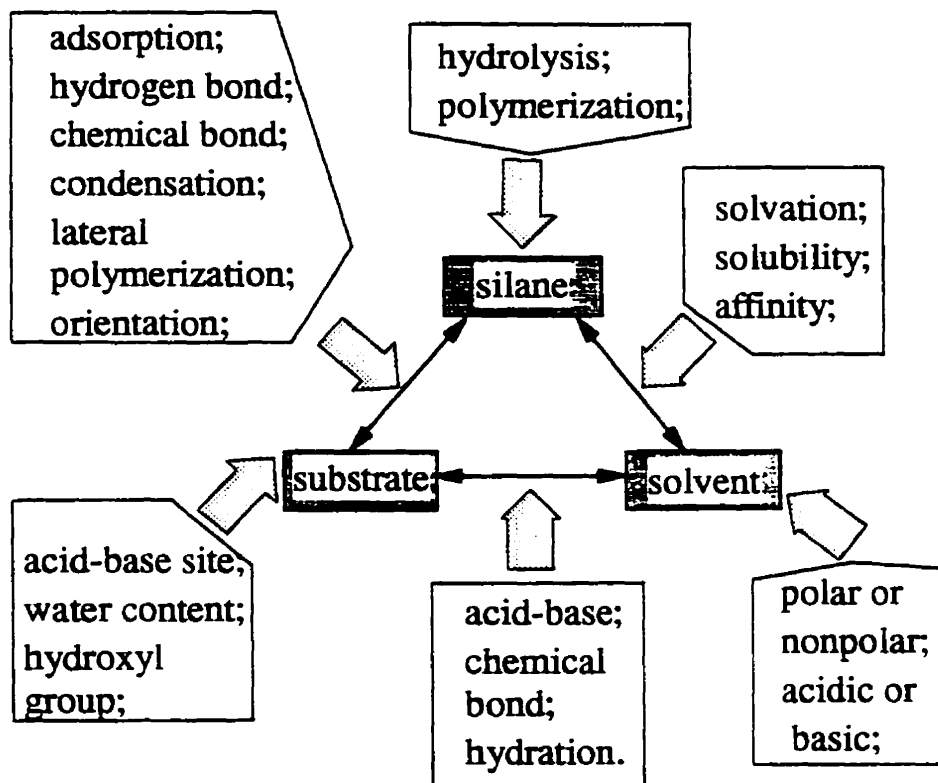 adsorption;
hydrogen bond;
chemical bond;
condensation;
lateral
polymerization;
orientation;
hydrolysis;
polymerization;
solvation;
solubility;
affinity;
silane
substrate
solvent
acid-base site;
water content;
hydroxyl
group;
acid-base;
chemical
bond;
hydration.
polar or
nonpolar;
acidic or
basic;